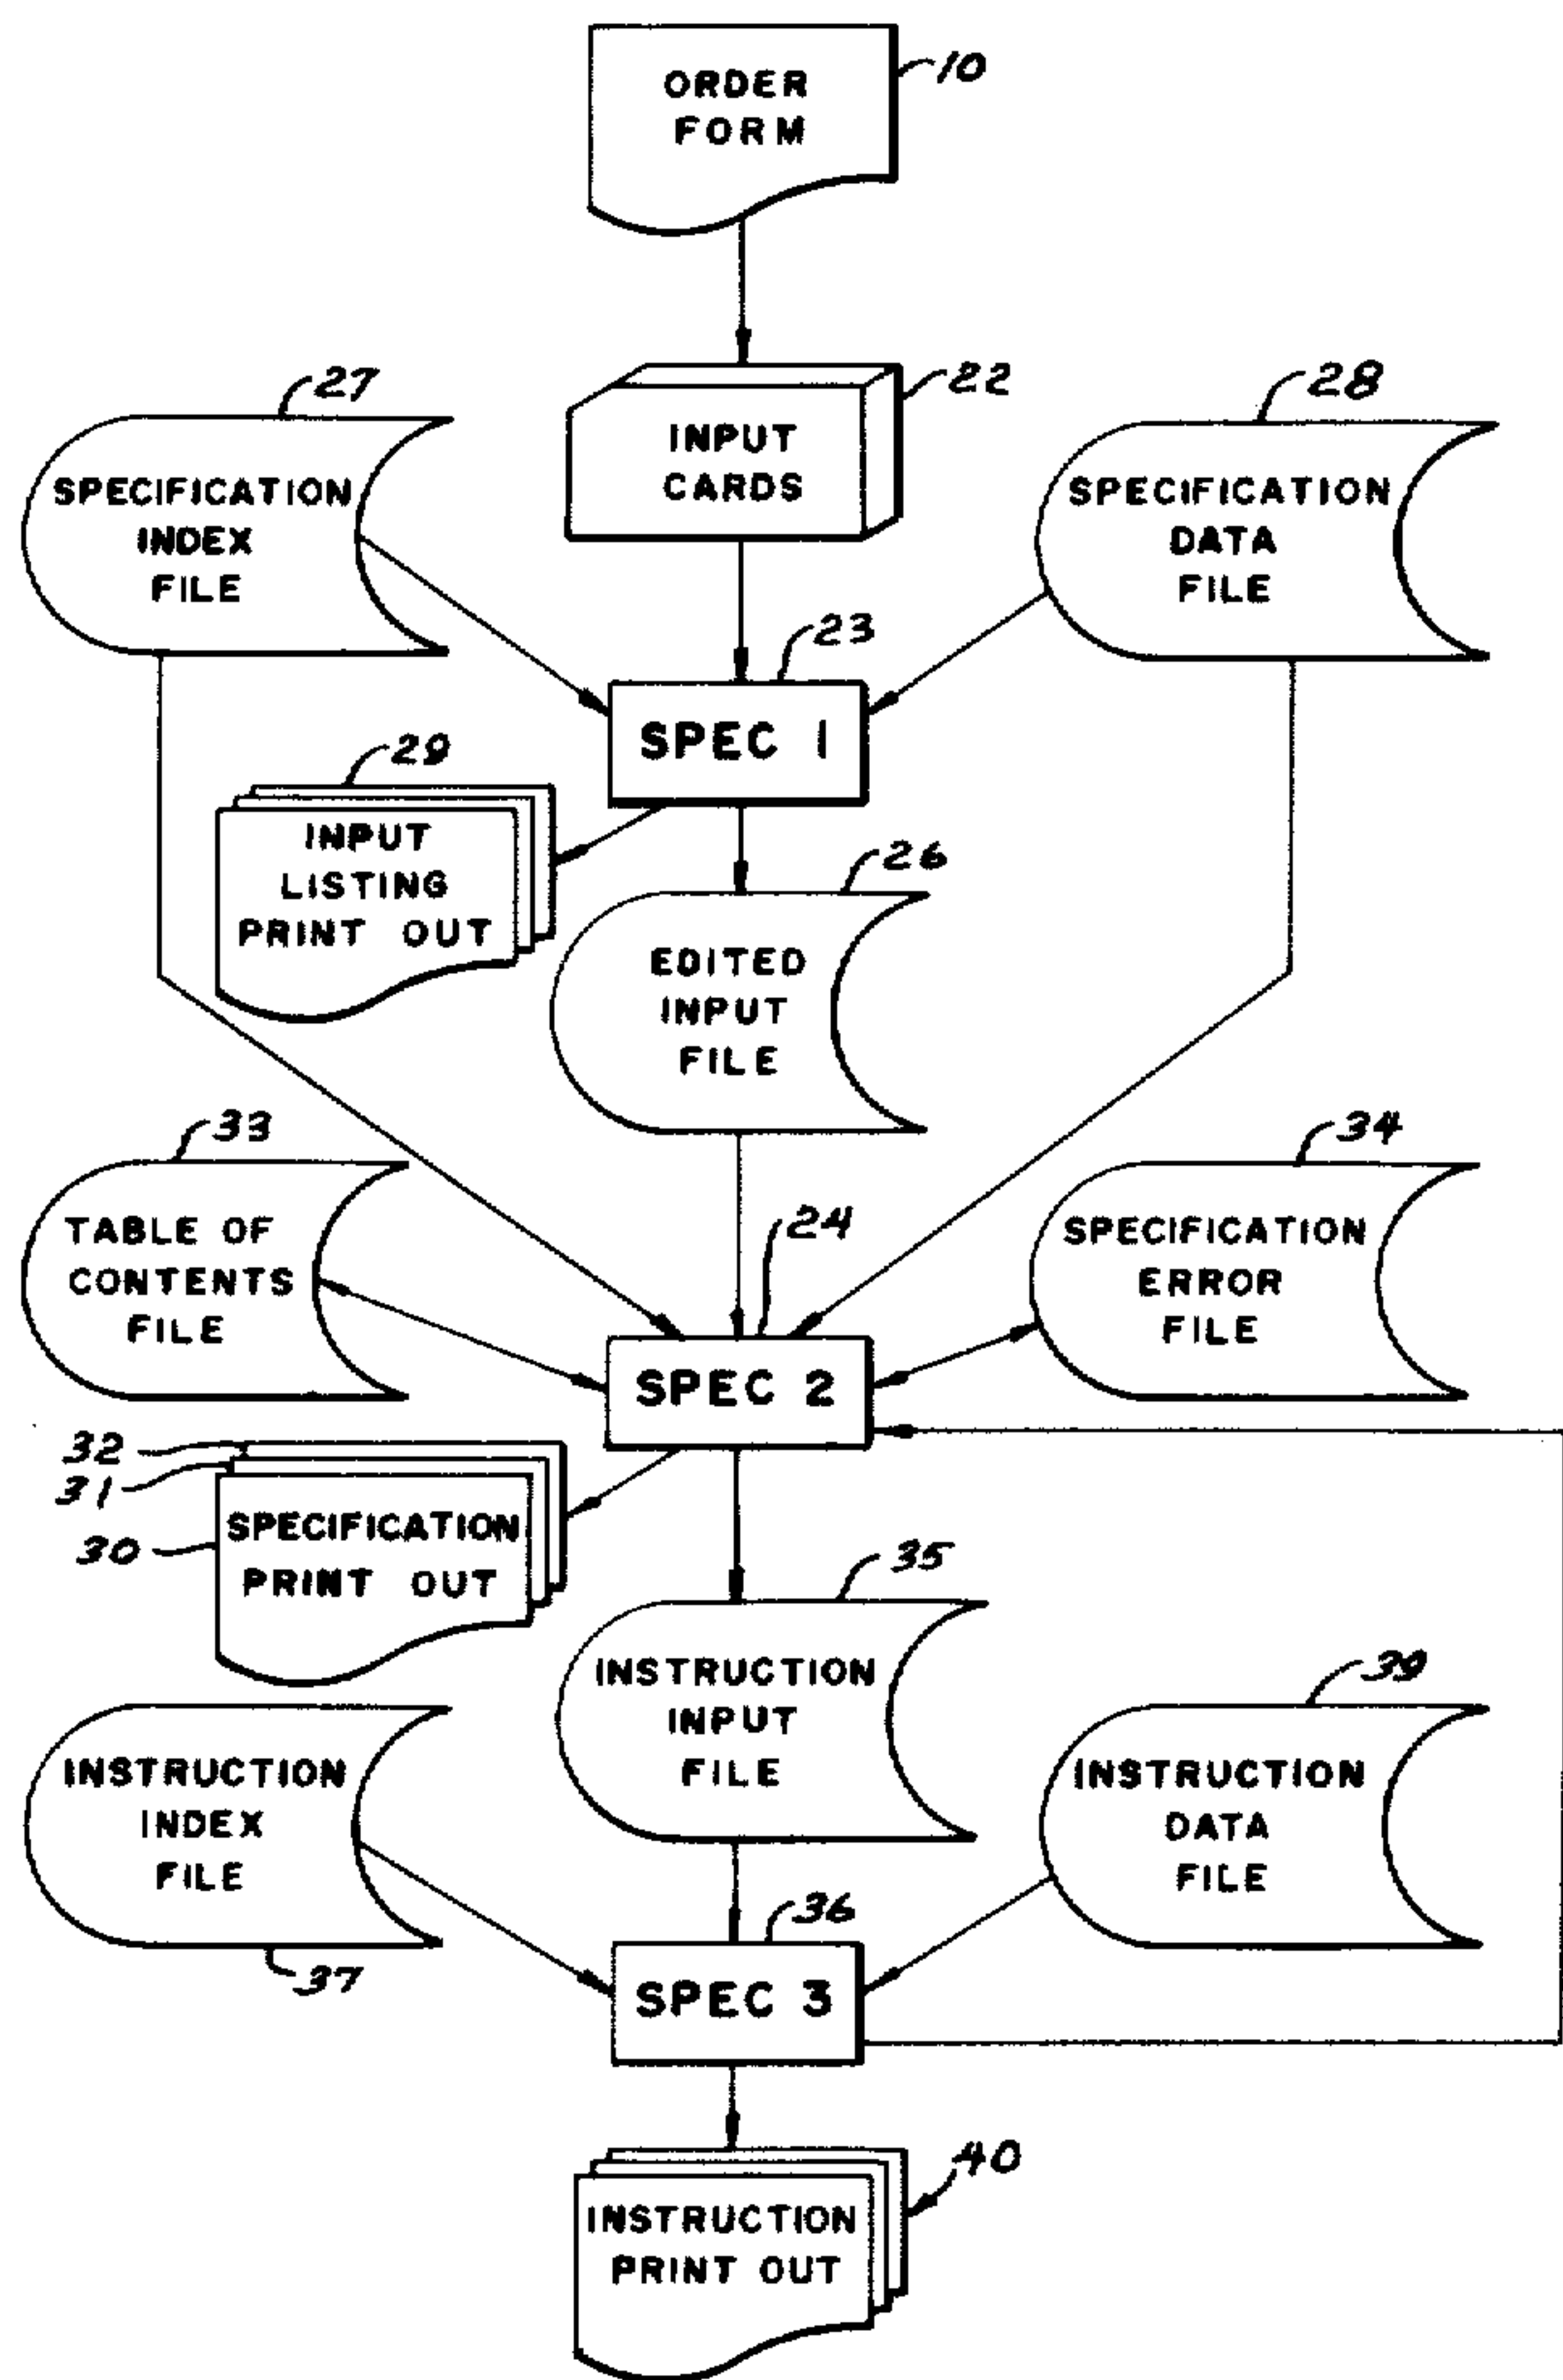 ORDER
FORM
10
27
22
28
INPUT
CARDS
SPECIFICATION
INDEX
FILE
SPECIFICATION
DATA
FILE
23
SPEC 1
29
INPUT
LISTING
PRINT OUT
26
EDITED
INPUT
FILE
33
34
TABLE OF
CONTENTS
FILE
24
SPECIFICATION
ERROR
FILE
SPEC 2
32
31
30
SPECIFICATION
PRINT OUT
35
INSTRUCTION
INPUT
FILE
39
INSTRUCTION
INDEX
FILE
INSTRUCTION
DATA
FILE
37
36
SPEC 3
40
INSTRUCTION
PRINT OUT